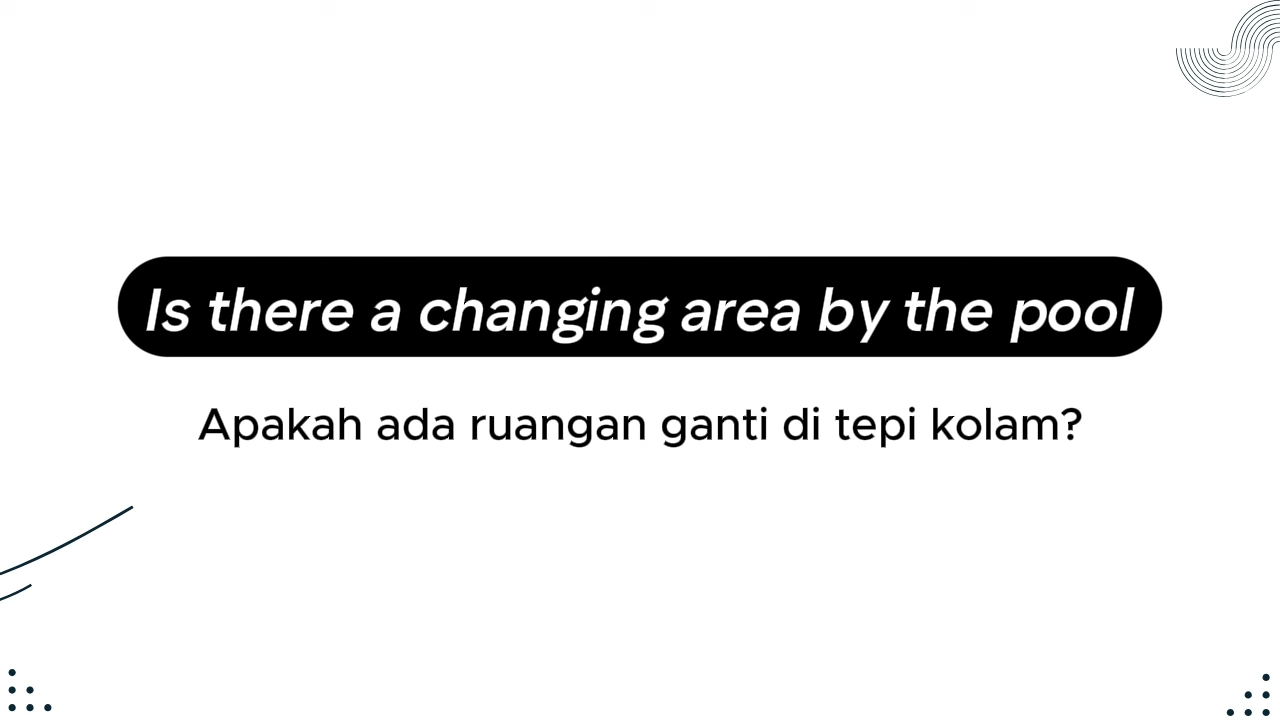 Is there a changing area by the pool
Apakah ada ruangan ganti di tepi kolam?